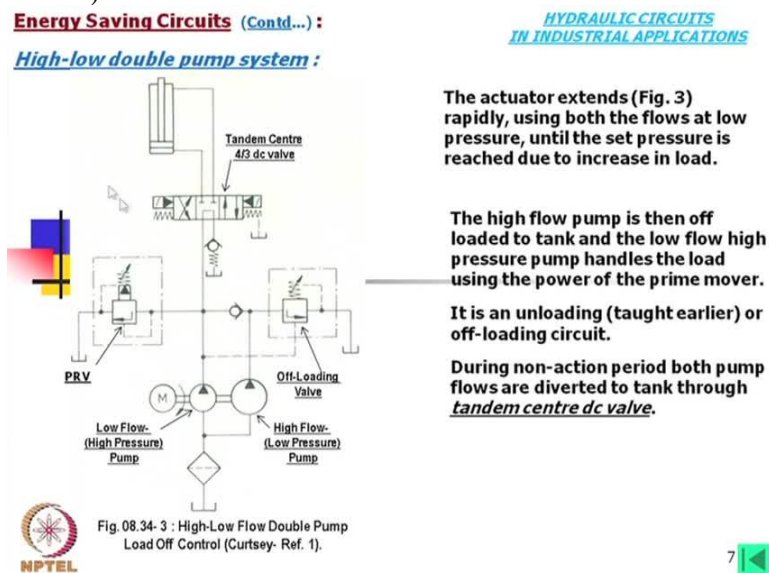 Energy Saving Circuits (Contd...) :
HYDRAULIC CIRCUITS
IN INDUSTRIAL APPLICATIONS
High-low double pump system :
The actuator extends (Fig. 3)
rapidly, using both the flows at low
pressure, until the set pressure is
reached due to increase in load.
Tandem Centre
4/3 dc valve
The high flow pump is then off
loaded to tank and the low flow high
pressure pump handles the load
using the power of the prime mover.
It is an unloading (taught earlier) or
off-loading circuit.
During non-action period both pump
flows are diverted to tank through
tandem centre dc valve.
PRV
Off-Loading
Valve
M
Low Flow-
(High Pressure)
Pump
High Flow-
(Low Pressure)
Pump
Fig. 08.34- 3 : High-Low Flow Double Pump
Load Off Control (Curtsey- Ref. 1).
NPTEL
7